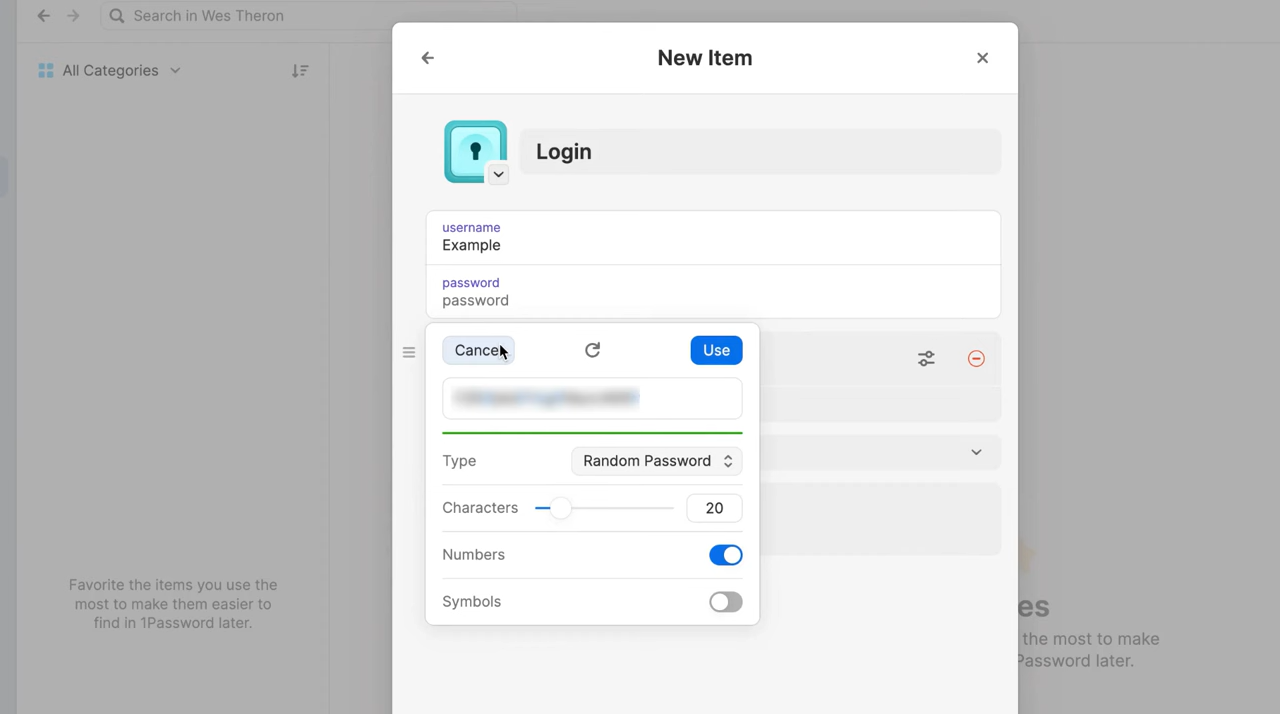 Search in Wes Theron
All Categories
New Item
Login
username
Example
password
password
Cancel
Use
Type
Random Password
Characters
20
Numbers
Symbols
Favorite the items you use the
most to make them easier to
find in 1Password later.
es
the most to make
Password later.